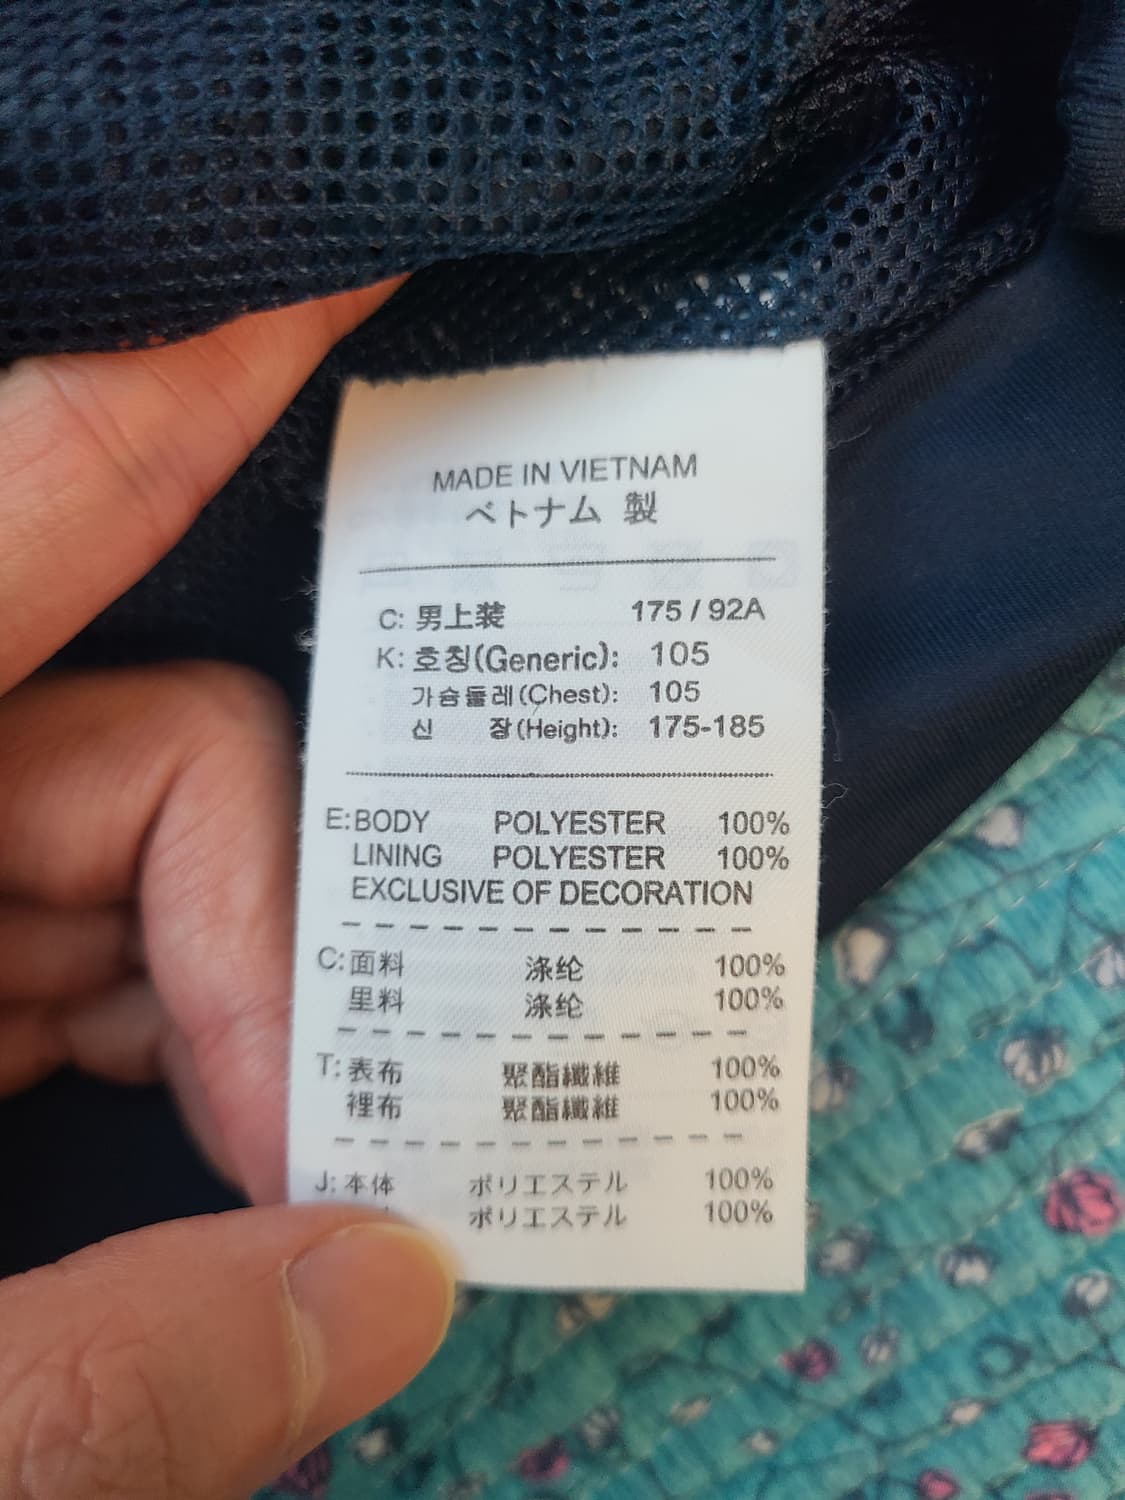 MADE IN VIETNAM
ベトナム 製
C: 男上装 175 / 92A
K: 호칭(Generic): 105
가슴둘레(Chest): 105
신 장(Height): 175-185
E:BODY POLYESTER 100%
LINING POLYESTER 100%
EXCLUSIVE OF DECORATION
C:面料 涤纶 100%
里料 涤纶 100%
T: 表布 聚酯纖維 100%
裡布 聚酯纖維 100%
J: 本体 ポリエステル 100%
ポリエステル 100%